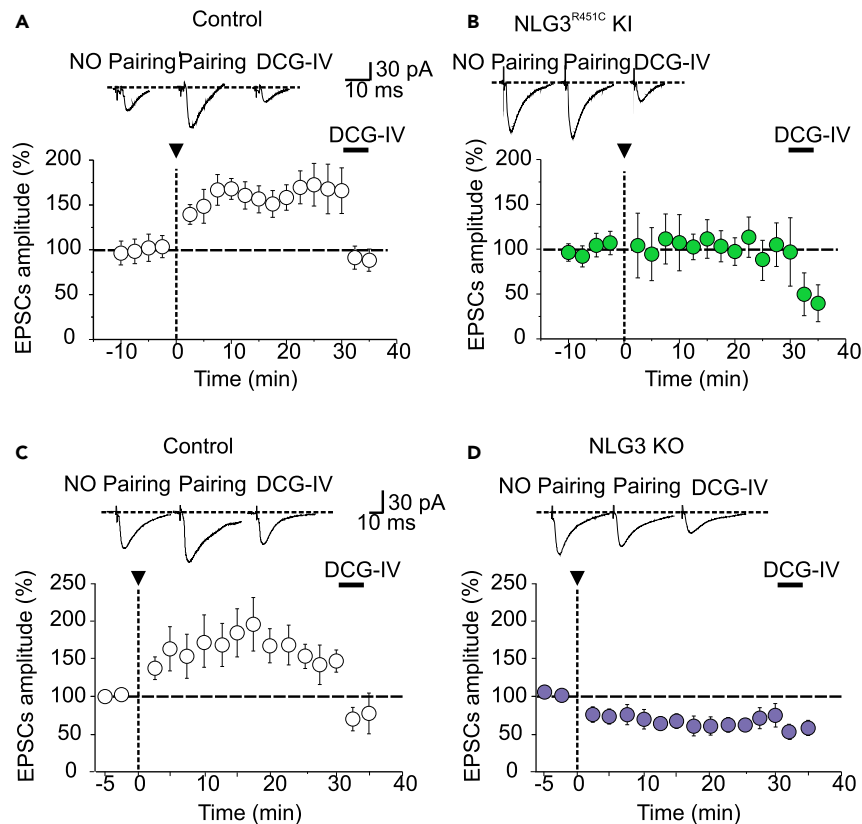 A
Control
NO Pairing Pairing DCG-IV
30 pA
10 ms
DCG-IV
EPSCs amplitude (%)
200
150
100
50
0
-10 0 10 20 30 40
Time (min)
B
NLG3R451C KI
NO Pairing Pairing DCG-IV
DCG-IV
EPSCs amplitude (%)
200
150
100
50
0
-10 0 10 20 30 40
Time (min)
C
Control
NO Pairing Pairing DCG-IV
30 pA
10 ms
DCG-IV
EPSCs amplitude (%)
250
200
150
100
50
0
-5 0 10 20 30 40
Time (min)
D
NLG3 KO
NO Pairing Pairing DCG-IV
DCG-IV
EPSCs amplitude (%)
250
200
150
100
50
0
-5 0 10 20 30 40
Time (min)